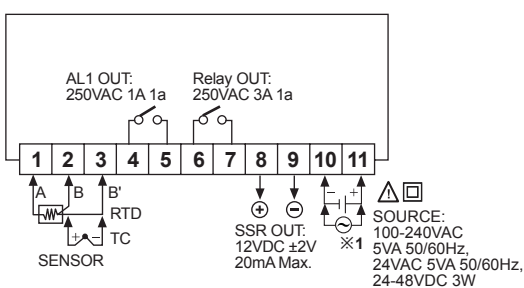 AL1 OUT:
250VAC 1A 1a
Relay OUT:
250VAC 3A 1a
1 2 3 4 5 6 7 8 9 10 11
A B B'
RTD
+ - TC
SENSOR
+ -
SSR OUT:
12VDC ±2V
20mA Max.
- +
※1
SOURCE:
100-240VAC
5VA 50/60Hz,
24VAC 5VA 50/60Hz,
24-48VDC 3W